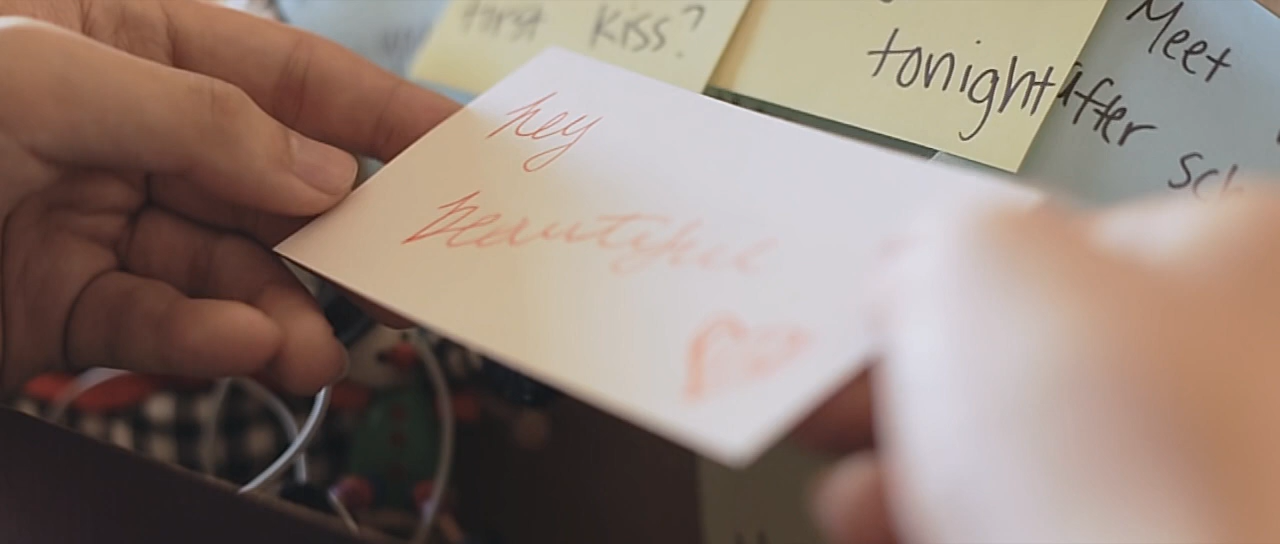 first kiss?
tonight
Meet
after
hey
beautiful